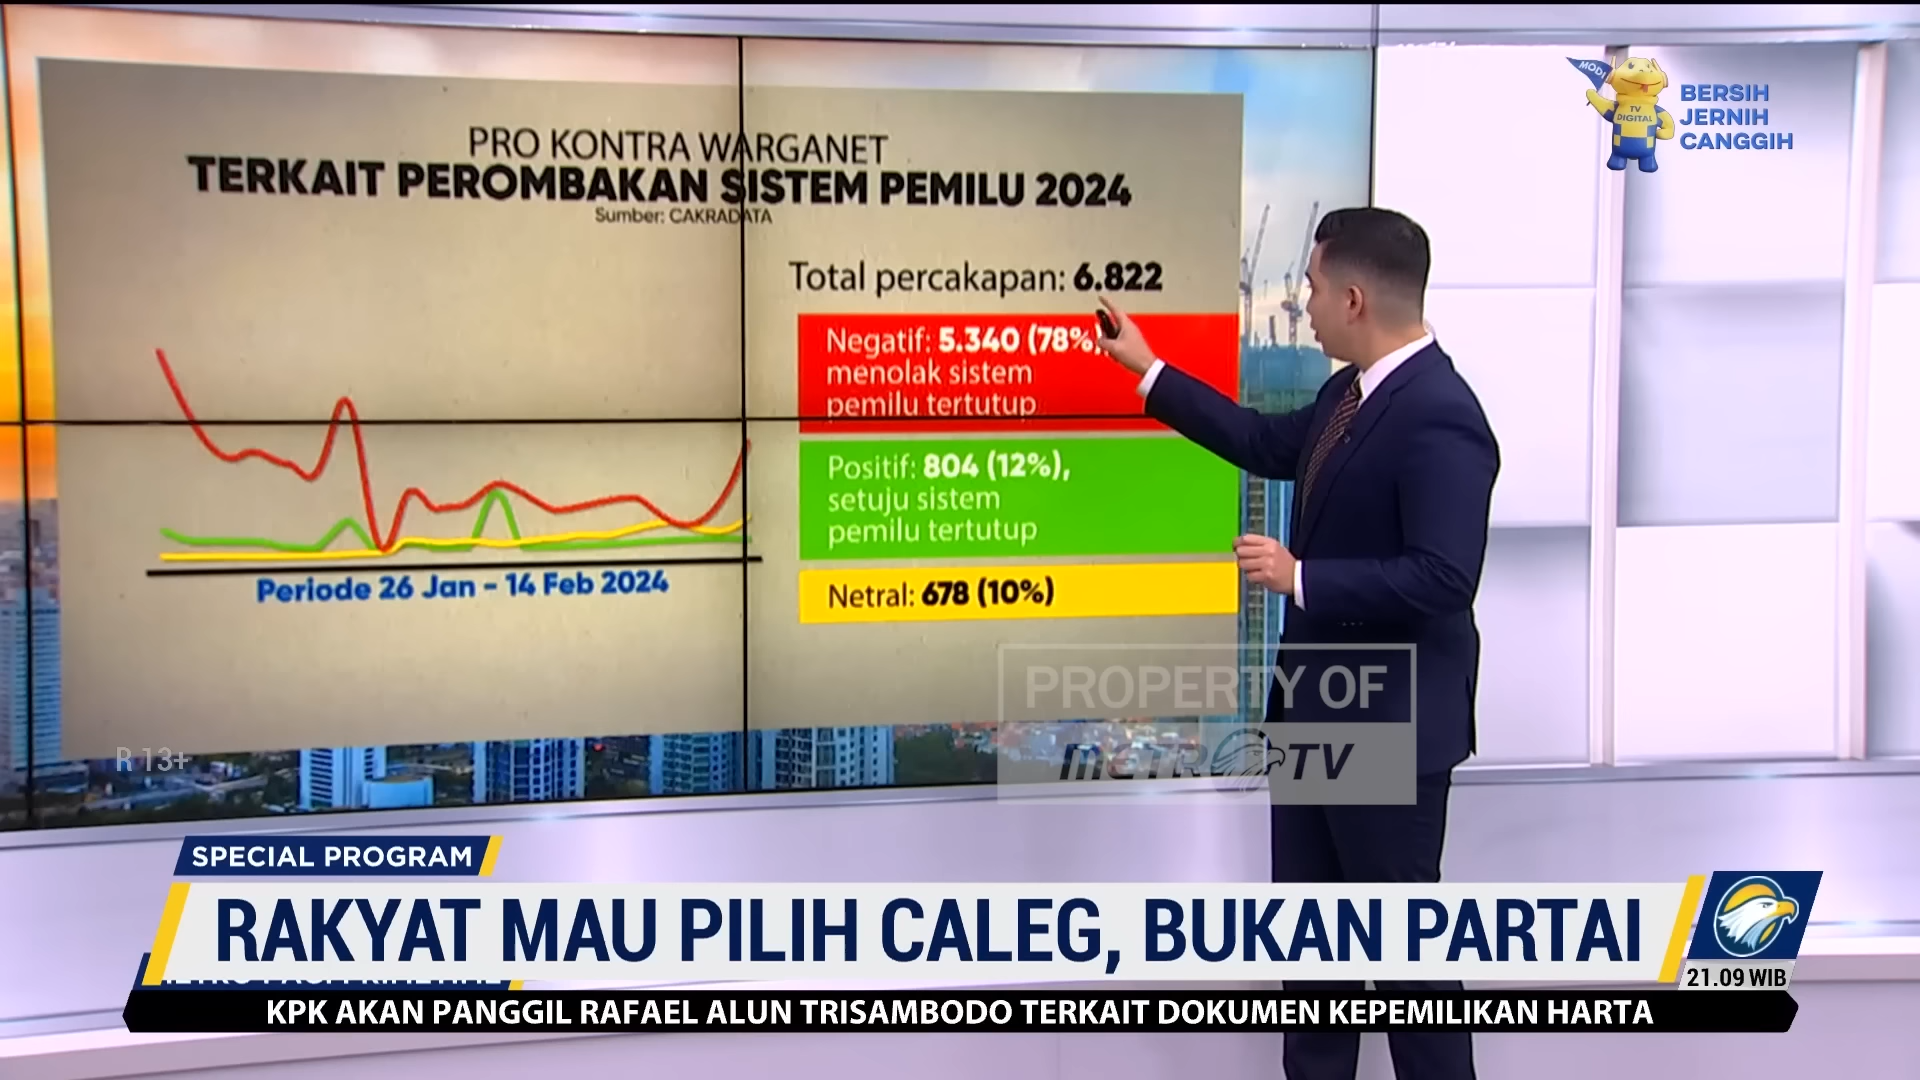 MODI
TV
DIGITAL
BERSIH
JERNIH
CANGGIH
PRO KONTRA WARGANET
TERKAIT PEROMBAKAN SISTEM PEMILU 2024
Sumber: CAKRADATA
Total percakapan: 6.822
Negatif: 5.340 (78%),
menolak sistem
pemilu tertutup
Positif: 804 (12%),
setuju sistem
pemilu tertutup
Netral: 678 (10%)
Periode 26 Jan - 14 Feb 2024
PROPERTY OF
METRO TV
R 13+
SPECIAL PROGRAM
RAKYAT MAU PILIH CALEG, BUKAN PARTAI
21.09 WIB
KPK AKAN PANGGIL RAFAEL ALUN TRISAMBODO TERKAIT DOKUMEN KEPEMILIKAN HARTA